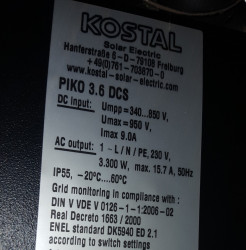 KOSTAL
Solar Electric
Hanferstraße 6 - D - 79108 Freiburg
+49(0)761-703870-0
www.kostal-solar-electric.com
PIKO 3.6 DCS
DC input: Umpp = 340...850 V,
Umax = 950 V,
Imax 9.0A
AC output: 1 - L / N / PE, 230 V,
3.300 W, max. 15.7 A, 50Hz
IP55, -20°C...60°C
Grid monitoring in compliance with:
DIN V VDE V 0126-1-1:2006-02
Real Decreto 1663 / 2000
ENEL standard DK5940 ED 2.1
according to switch settings